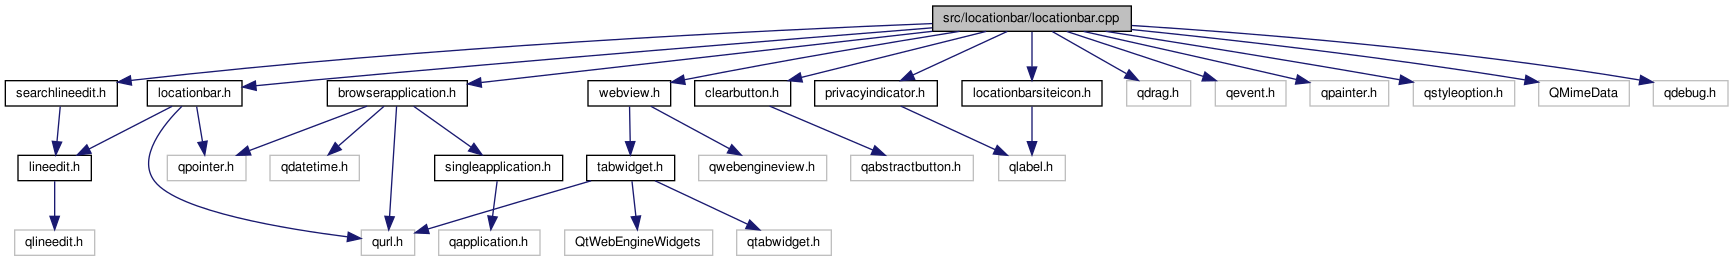 src/locationbar/locationbar.cpp
searchlineedit.h
locationbar.h
browserapplication.h
webview.h
clearbutton.h
privacyindicator.h
locationbarsiteicon.h
qdrag.h
qevent.h
qpainter.h
qstyleoption.h
QMimeData
qdebug.h
lineedit.h
qpointer.h
qdatetime.h
singleapplication.h
tabwidget.h
qwebengineview.h
qabstractbutton.h
qlabel.h
qlineedit.h
qurl.h
qapplication.h
QtWebEngineWidgets
qtabwidget.h